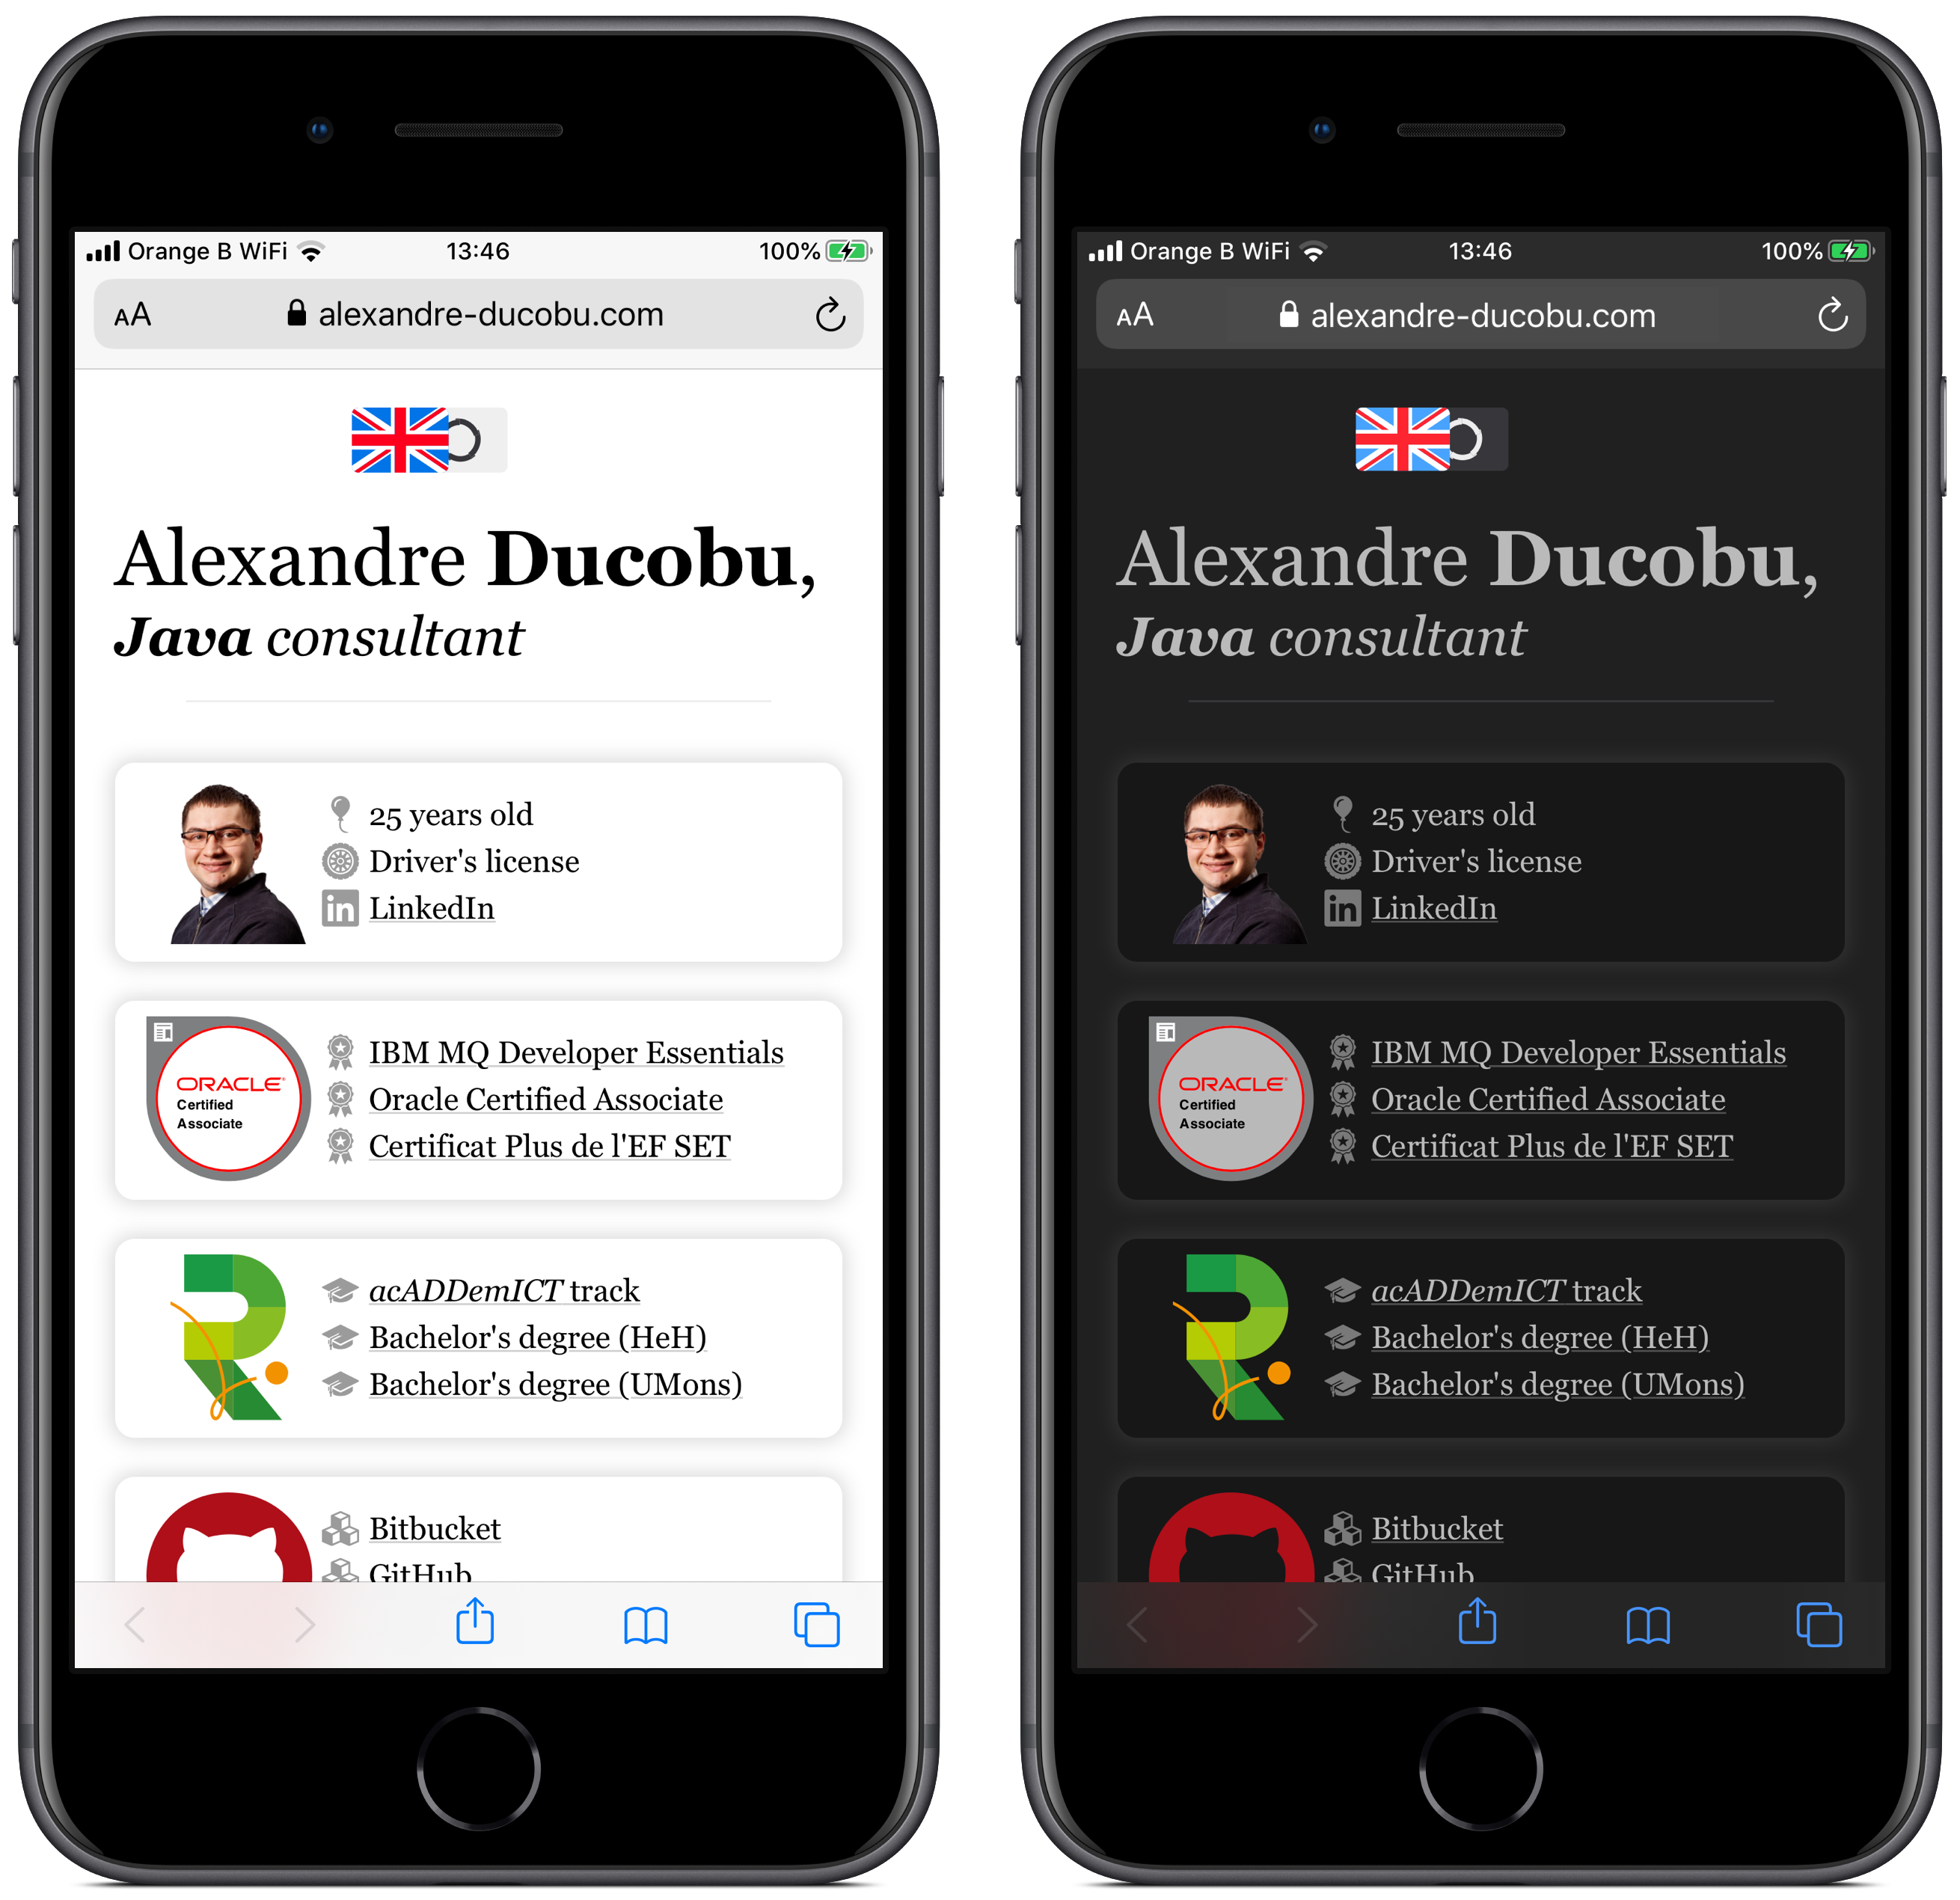 Orange B WiFi 13:46 100%
AA alexandre-ducobu.com
Alexandre Ducobu,
Java consultant
25 years old
Driver's license
in LinkedIn
ORACLE
Certified
Associate
IBM MQ Developer Essentials
Oracle Certified Associate
Certificat Plus de l'EF SET
acADDemICT track
Bachelor's degree (HeH)
Bachelor's degree (UMons)
Bitbucket
GitHub
Orange B WiFi 13:46 100%
AA alexandre-ducobu.com
Alexandre Ducobu,
Java consultant
25 years old
Driver's license
in LinkedIn
ORACLE
Certified
Associate
IBM MQ Developer Essentials
Oracle Certified Associate
Certificat Plus de l'EF SET
acADDemICT track
Bachelor's degree (HeH)
Bachelor's degree (UMons)
Bitbucket
GitHub